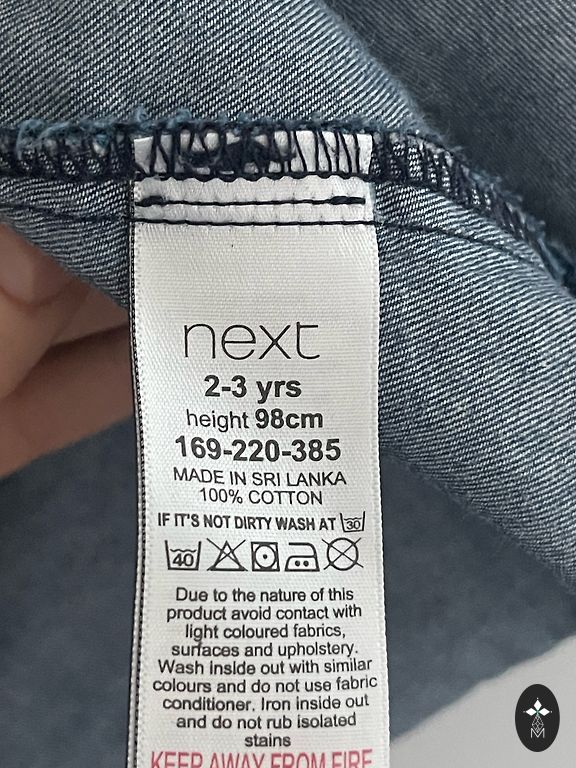 next
2-3 yrs
height 98cm
169-220-385
MADE IN SRI LANKA
100% COTTON
IF IT'S NOT DIRTY WASH AT 30
40
Due to the nature of this
product avoid contact with
light coloured fabrics,
surfaces and upholstery.
Wash inside out with similar
colours and do not use fabric
conditioner. Iron inside out
and do not rub isolated
stains
KEEP AWAY FROM FIRE
M